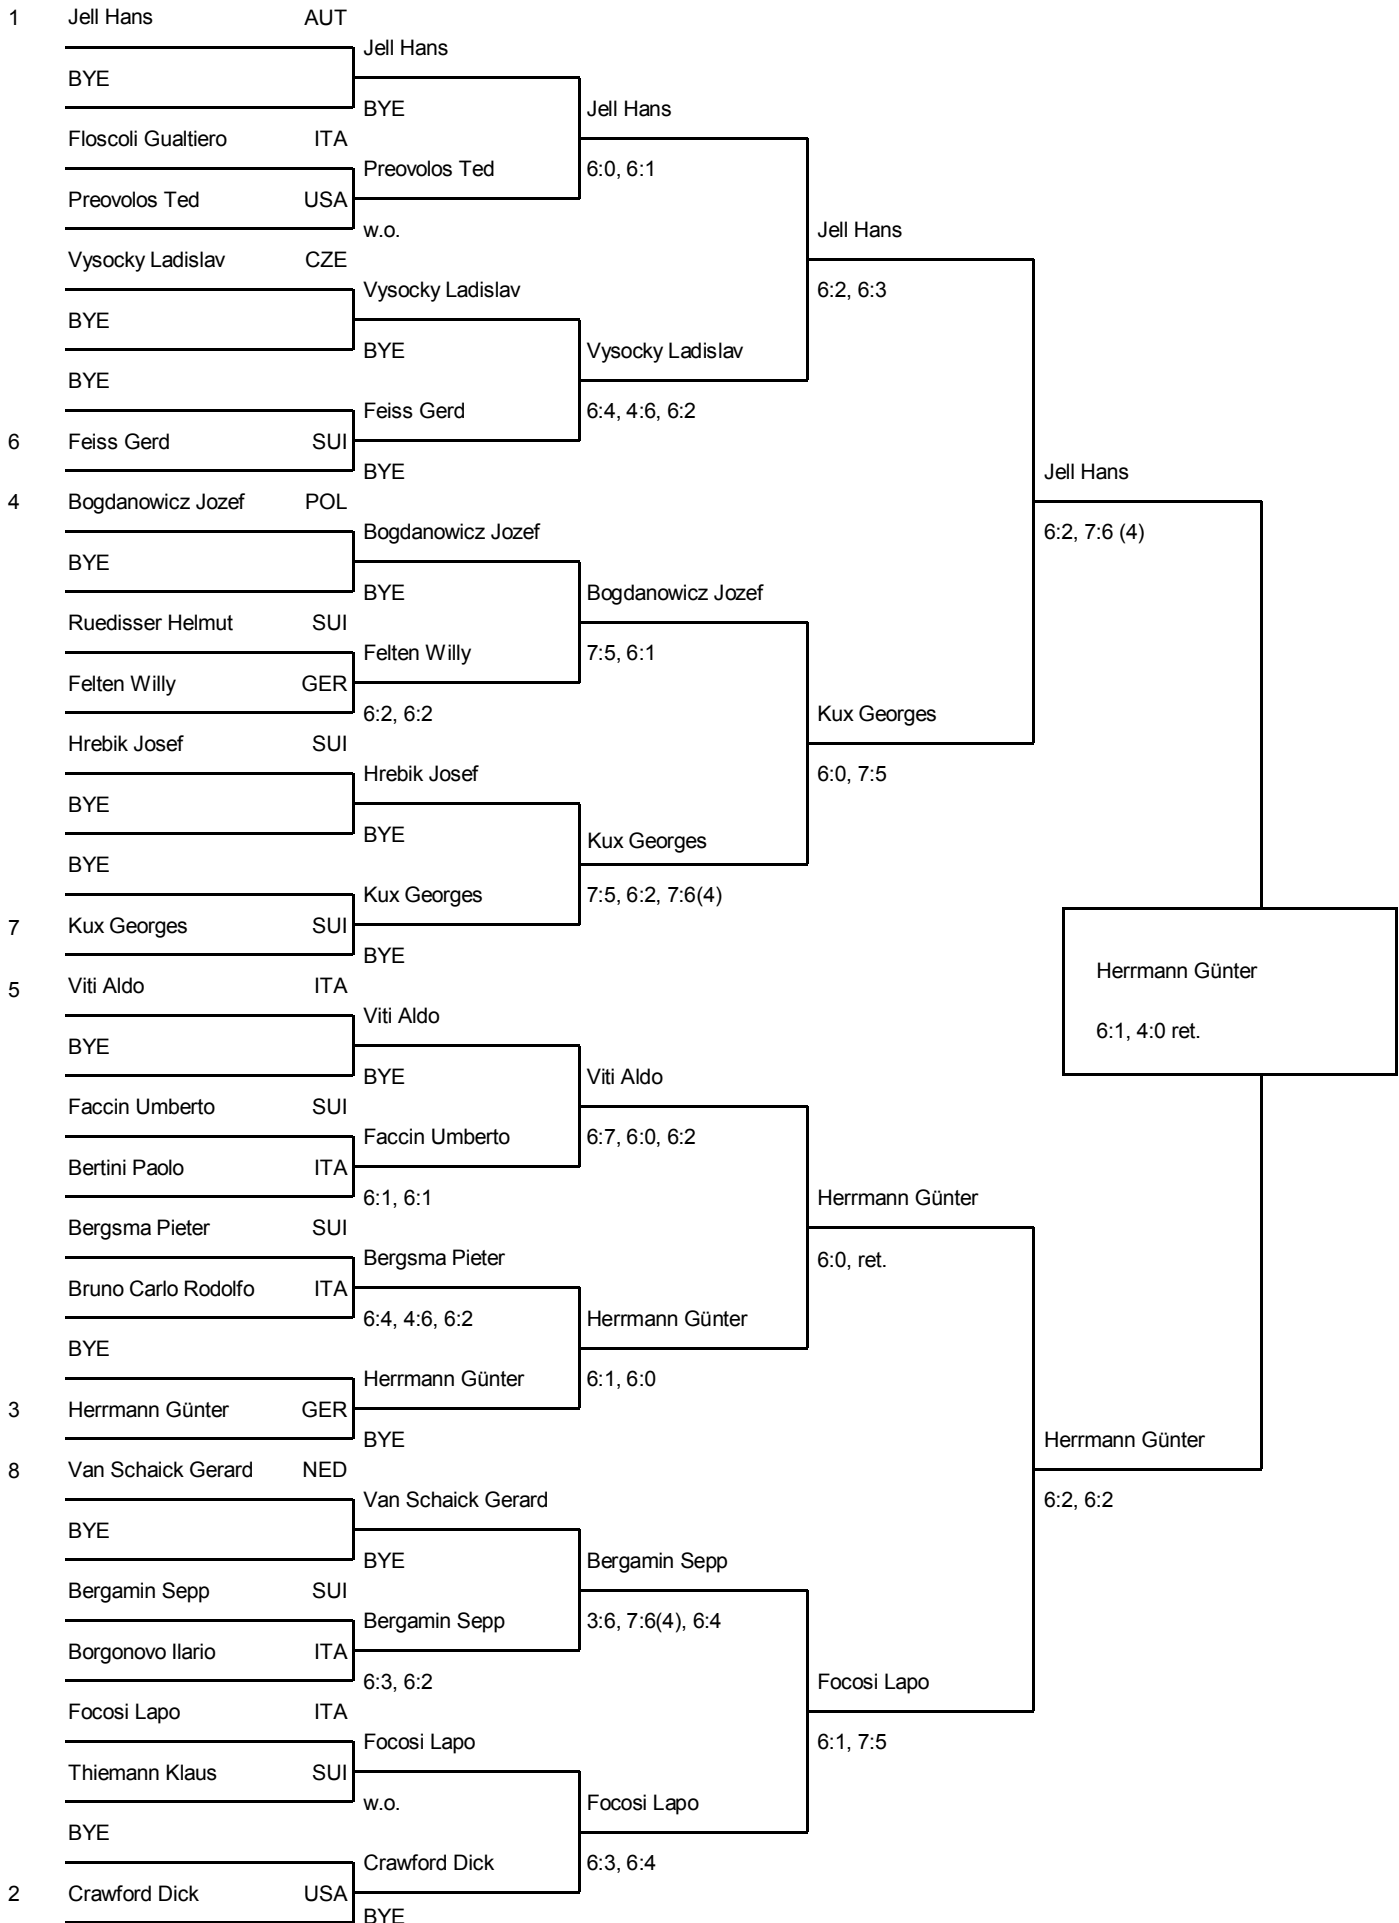 1 Jell Hans AUT
Jell Hans
BYE
BYE Jell Hans
Floscoli Gualtiero ITA
Preovolos Ted 6:0, 6:1
Preovolos Ted USA
w.o. Jell Hans
Vysocky Ladislav CZE
Vysocky Ladislav 6:2, 6:3
BYE
BYE Vysocky Ladislav
BYE
Feiss Gerd 6:4, 4:6, 6:2
6 Feiss Gerd SUI
BYE Jell Hans
4 Bogdanowicz Jozef POL
Bogdanowicz Jozef 6:2, 7:6 (4)
BYE
BYE Bogdanowicz Jozef
Ruedisser Helmut SUI
Felten Willy 7:5, 6:1
Felten Willy GER
6:2, 6:2 Kux Georges
Hrebik Josef SUI
Hrebik Josef 6:0, 7:5
BYE
BYE Kux Georges
BYE
Kux Georges 7:5, 6:2, 7:6(4)
7 Kux Georges SUI
BYE
Herrmann Günter
5 Viti Aldo ITA
Viti Aldo
6:1, 4:0 ret.
BYE
BYE Viti Aldo
Faccin Umberto SUI
Faccin Umberto 6:7, 6:0, 6:2
Bertini Paolo ITA
6:1, 6:1 Herrmann Günter
Bergsma Pieter SUI
Bergsma Pieter 6:0, ret.
Bruno Carlo Rodolfo ITA
6:4, 4:6, 6:2 Herrmann Günter
BYE
Herrmann Günter 6:1, 6:0
3 Herrmann Günter GER
BYE Herrmann Günter
8 Van Schaick Gerard NED
Van Schaick Gerard 6:2, 6:2
BYE
BYE Bergamin Sepp
Bergamin Sepp SUI
Bergamin Sepp 3:6, 7:6(4), 6:4
Borgonovo Ilario ITA
6:3, 6:2 Focosi Lapo
Focosi Lapo ITA
Focosi Lapo 6:1, 7:5
Thiemann Klaus SUI
w.o. Focosi Lapo
BYE
Crawford Dick 6:3, 6:4
2 Crawford Dick USA
BYE